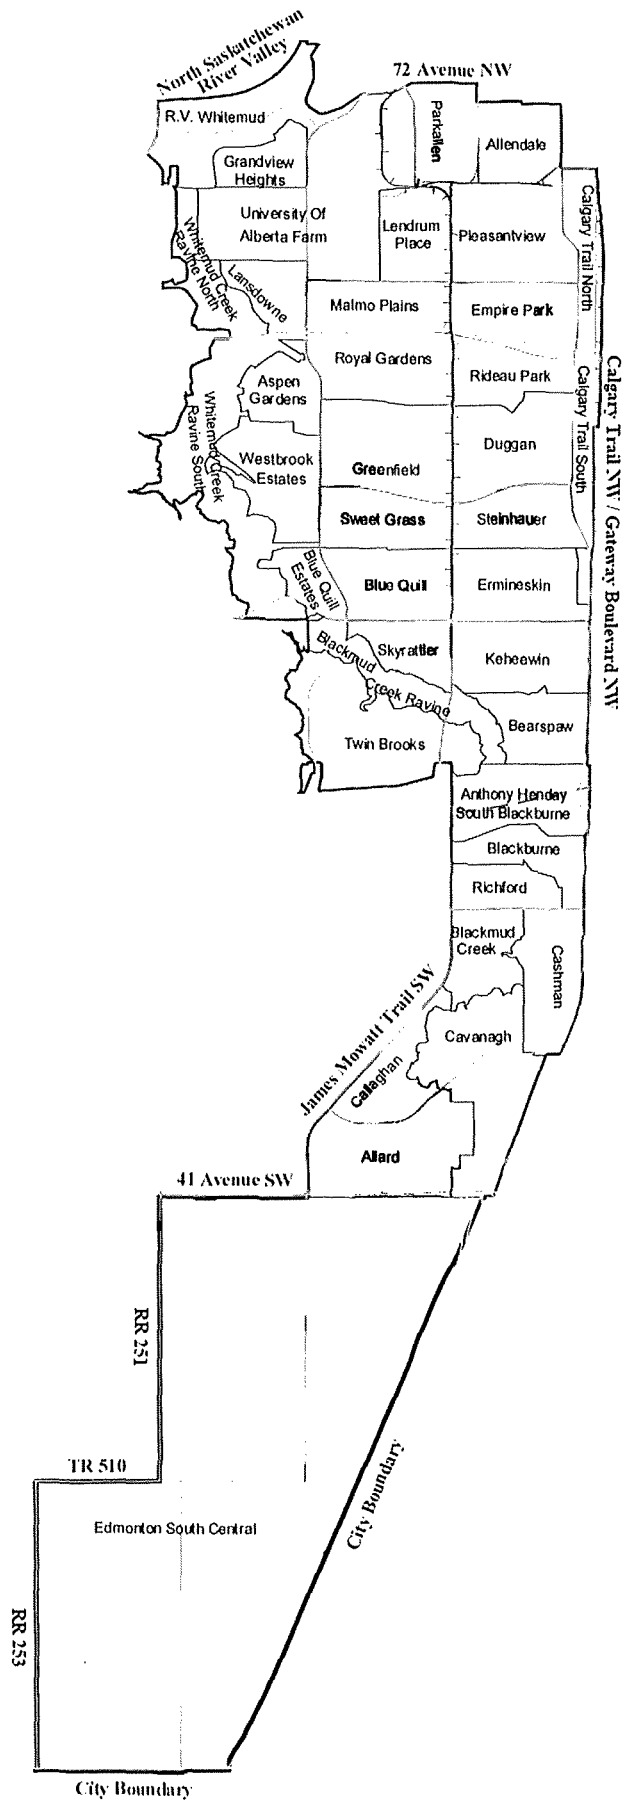 North Saskatchewan
River Valley
72 Avenue NW
R.V. Whitemud
Parkallen
Allendale
Grandview
Heights
University Of
Alberta Farm
Lendrum
Place
Pleasantview
Calgary Trail North
Whitemud Creek
Ravine North
Lansdowne
Malmo Plains
Empire Park
Royal Gardens
Rideau Park
Calgary Trail South
Calgary Trail NW / Gateway Boulevard NW
Aspen
Gardens
Whitemud Creek
Ravine South
Westbrook
Estates
Duggan
Greenfield
Sweet Grass
Steinhauer
Blue Quill
Estates
Blue Quill
Ermineskin
Skyrattler
Keheewin
Blackmud
Creek Ravine
Bearspaw
Twin Brooks
Anthony Henday
South Blackburne
Blackburne
Richford
Blackmud
Creek
Cashman
James Mowatt Trail SW
Cavanagh
Callaghan
Allard
41 Avenue SW
RR 251
TR 510
City Boundary
Edmonton South Central
RR 253
City Boundary